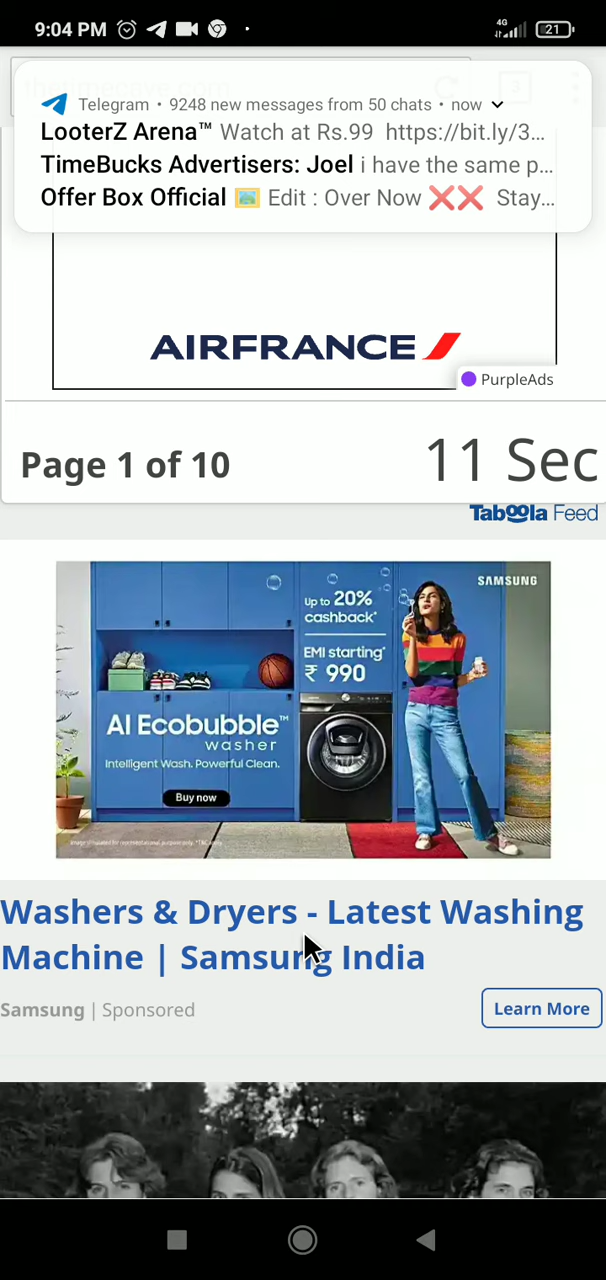 9:04 PM
4G
21
Telegram • 9248 new messages from 50 chats • now
LooterZ Arena™ Watch at Rs.99 https://bit.ly/3...
TimeBucks Advertisers: Joel i have the same p...
Offer Box Official 🖼️ Edit : Over Now ❌❌ Stay...
AIRFRANCE
PurpleAds
Page 1 of 10
11 Sec
Taboola Feed
SAMSUNG
Up to 20%
cashback*
EMI starting*
₹ 990
AI Ecobubble™
washer
Intelligent Wash. Powerful Clean.
Buy now
Washers & Dryers - Latest Washing
Machine | Samsung India
Samsung | Sponsored
Learn More